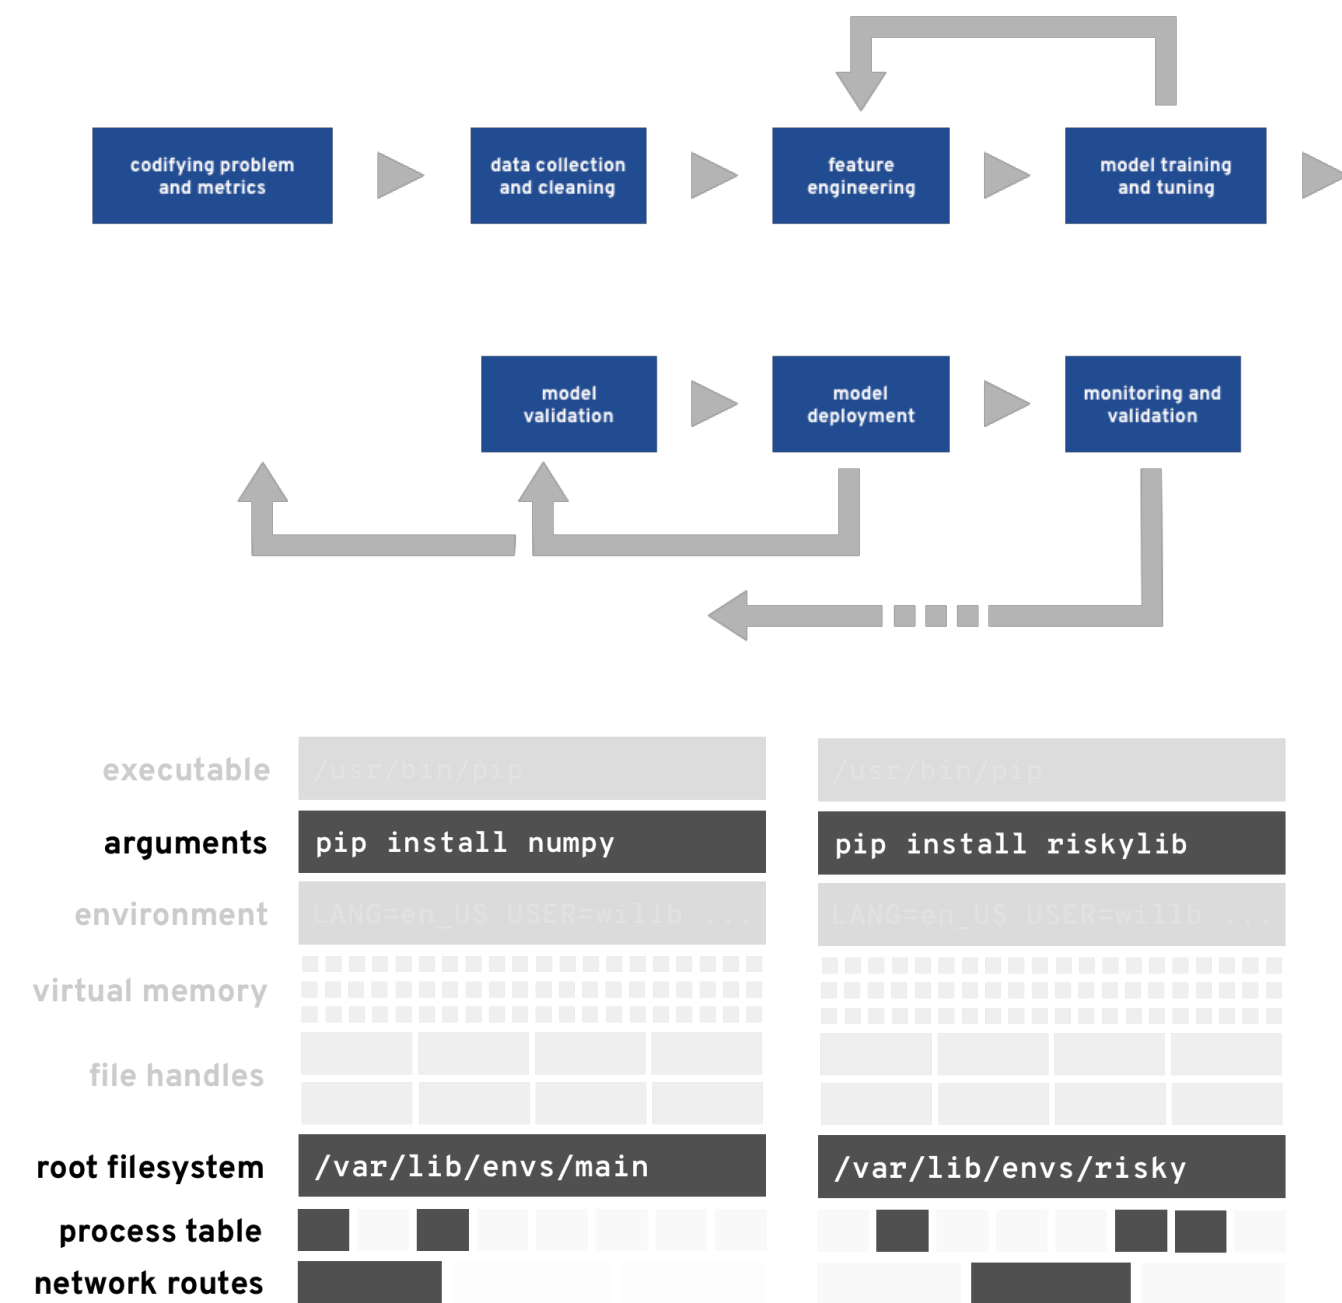 codifying problem
and metrics
data collection
and cleaning
feature
engineering
model training
and tuning
model
validation
model
deployment
monitoring and
validation
executable
/usr/bin/pip
/usr/bin/pip
arguments
pip install numpy
pip install riskylib
environment
LANG=en_US USER=willb ...
LANG=en_US USER=willb ...
virtual memory
file handles
root filesystem
/var/lib/envs/main
/var/lib/envs/risky
process table
network routes